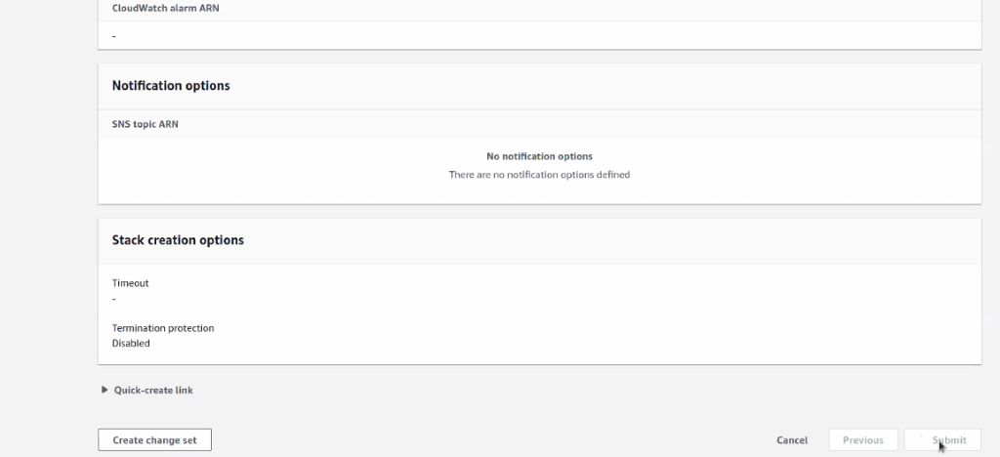 CloudWatch alarm ARN
-
Notification options
SNS topic ARN
No notification options
There are no notification options defined
Stack creation options
Timeout
-
Termination protection
Disabled
Quick-create link
Create change set
Cancel
Previous
Submit